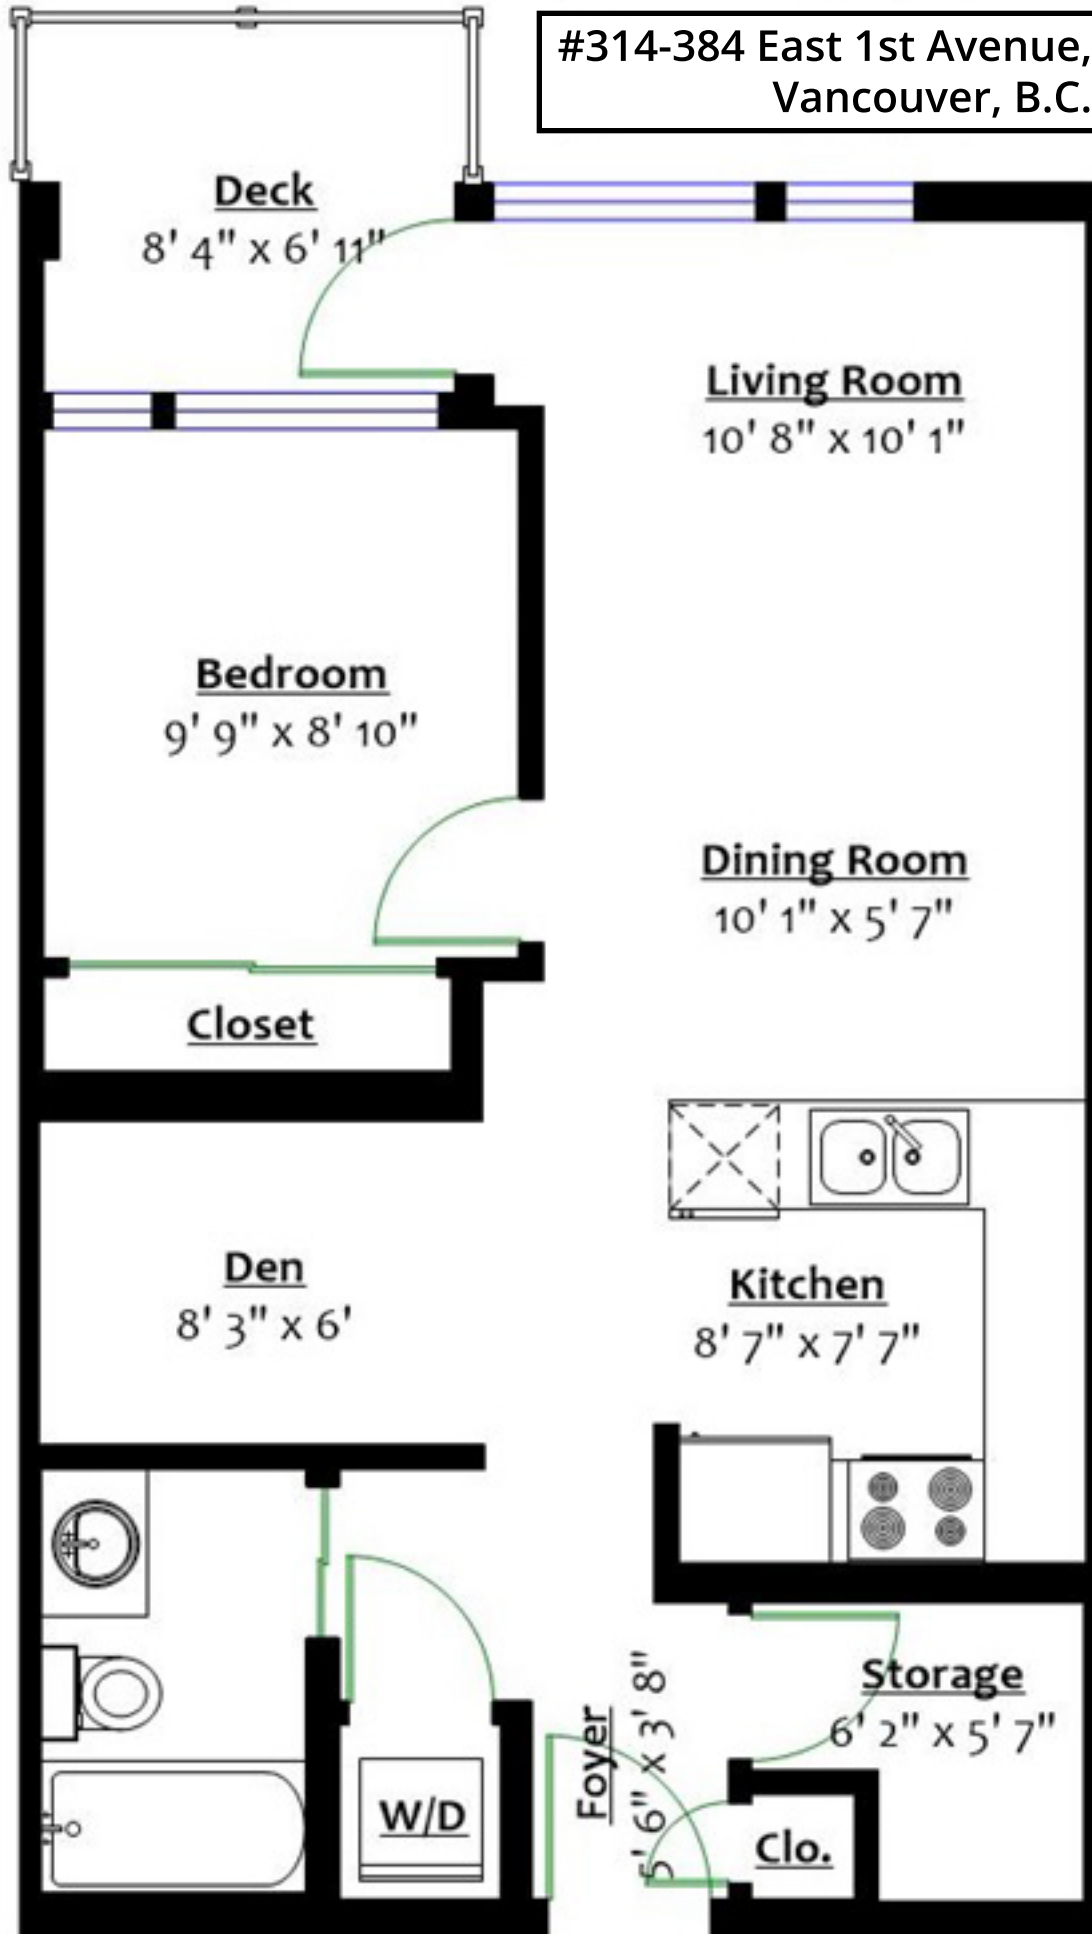 #314-384 East 1st Avenue,
Vancouver, B.C.
Deck
8' 4" x 6' 11"
Living Room
10' 8" x 10' 1"
Bedroom
9' 9" x 8' 10"
Dining Room
10' 1" x 5' 7"
Closet
Den
8' 3" x 6'
Kitchen
8' 7" x 7' 7"
Storage
6' 2" x 5' 7"
Foyer
5' 6" x 3' 8"
W/D
Clo.